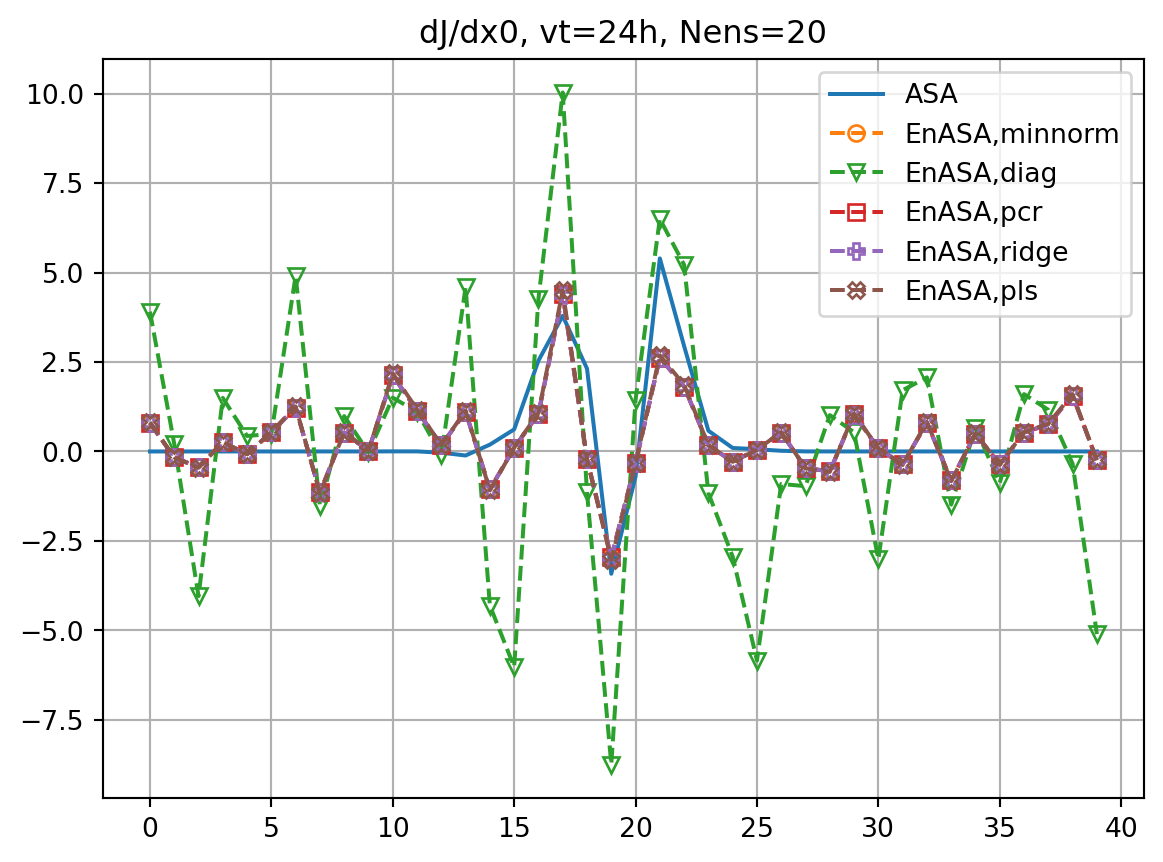 dJ/dx0, vt=24h, Nens=20
10.0
7.5
5.0
2.5
0.0
−2.5
−5.0
−7.5
ASA
EnASA,minnorm
EnASA,diag
EnASA,pcr
EnASA,ridge
EnASA,pls
0 5 10 15 20 25 30 35 40